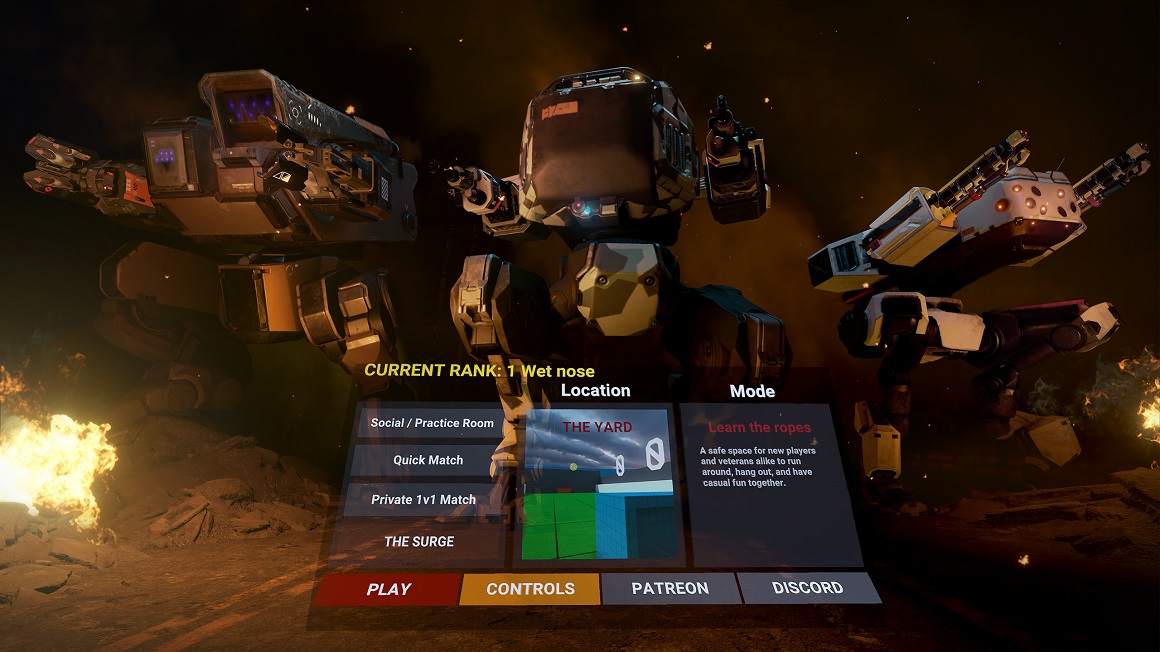 CURRENT RANK: 1 Wet nose
Location
Mode
Social / Practice Room
Quick Match
Private 1v1 Match
THE SURGE
THE YARD
0
0
Learn the ropes
A safe space for new players
and veterans alike to run
around, hang out, and have
casual fun together.
PLAY
CONTROLS
PATREON
DISCORD